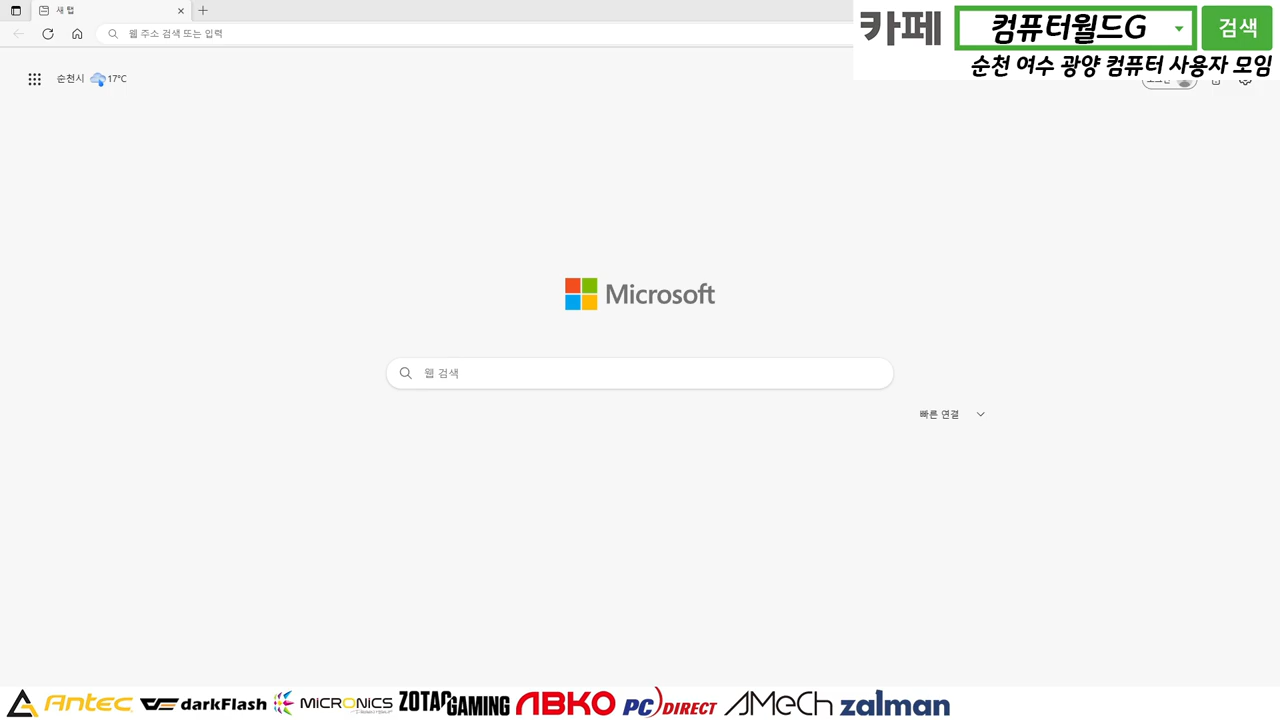 새 탭
웹 주소 검색 또는 입력
카페 컴퓨터월드G 검색
순천 여수 광양 컴퓨터 사용자 모임
순천시 17°C
Microsoft
웹 검색
빠른 연결
Antec darkFlash MICRONICS ZOTAC GAMING ABKO PC DIRECT AMECH zalman